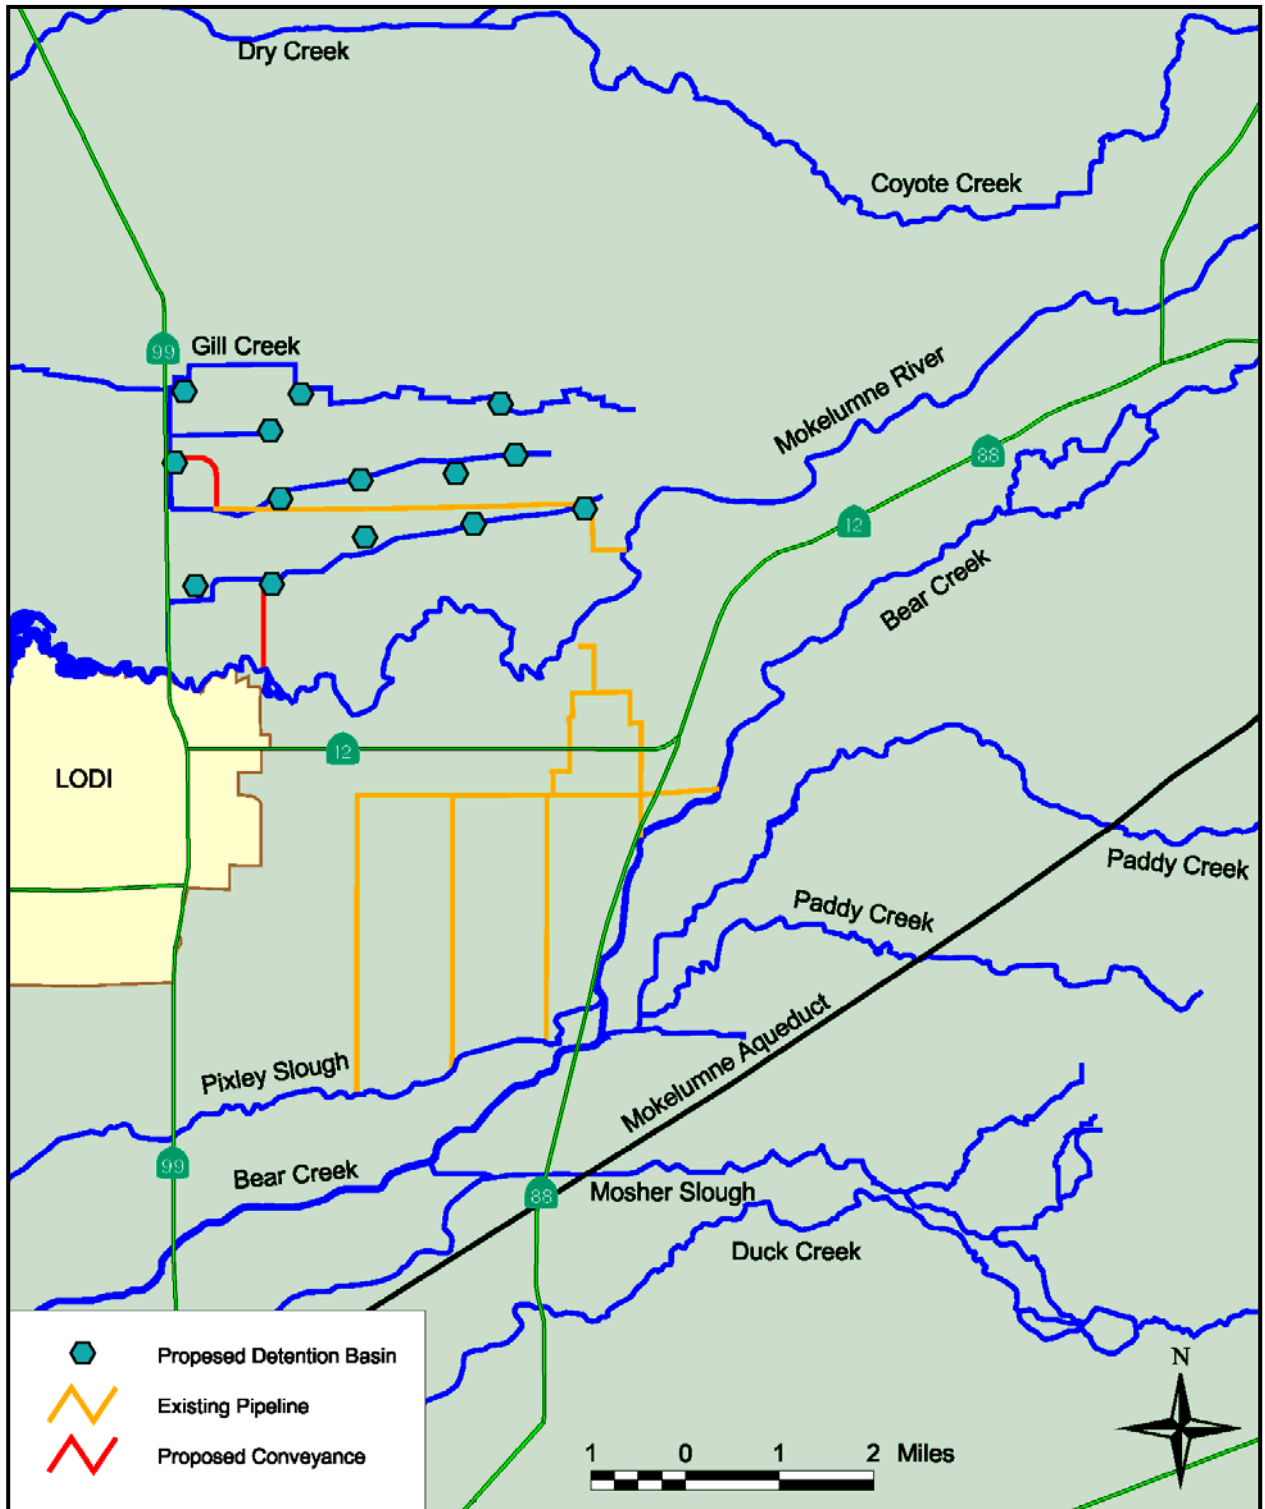 Dry Creek
Coyote Creek
99
Gill Creek
Mokelumne River
88
12
Bear Creek
12
LODI
Paddy Creek
Paddy Creek
Mokelumne Aqueduct
Pixley Slough
99
Bear Creek
88
Mosher Slough
Duck Creek
Propesed Detention Basin
Existing Pipeline
Proposed Conveyance
N
1 0 1 2 Miles